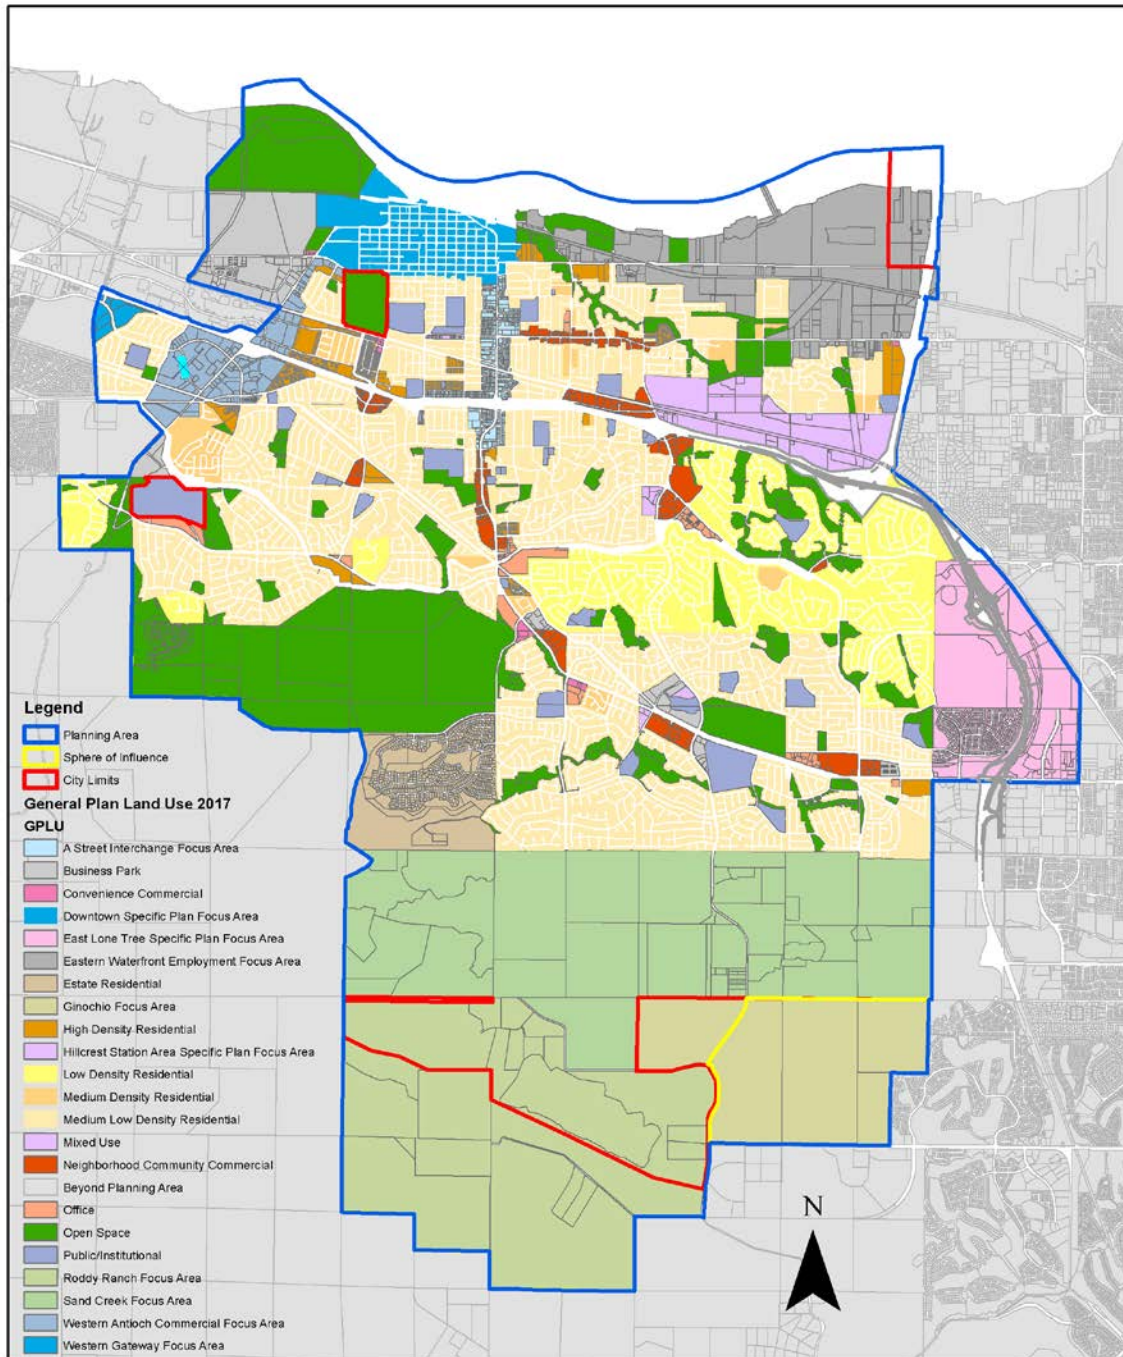 Legend
Planning Area
Sphere of Influence
City Limits
General Plan Land Use 2017
GPLU
A Street Interchange Focus Area
Business Park
Convenience Commercial
Downtown Specific Plan Focus Area
East Lone Tree Specific Plan Focus Area
Eastern Waterfront Employment Focus Area
Estate Residential
Ginochio Focus Area
High Density Residential
Hillcrest Station Area Specific Plan Focus Area
Low Density Residential
Medium Density Residential
Medium Low Density Residential
Mixed Use
Neighborhood Community Commercial
Beyond Planning Area
Office
Open Space
Public/Institutional
Roddy Ranch Focus Area
Sand Creek Focus Area
Western Antioch Commercial Focus Area
Western Gateway Focus Area
N